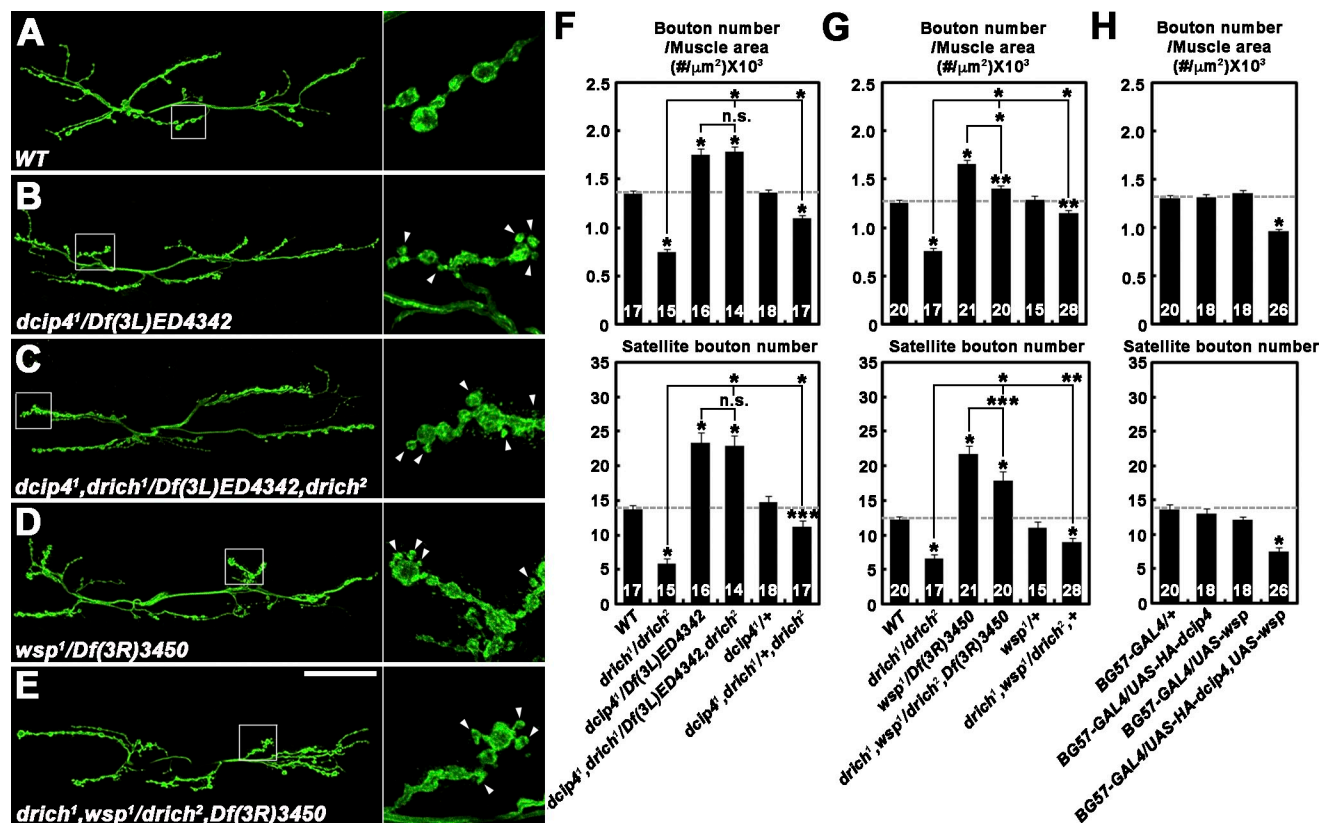 A
WT
B
dcip4¹/Df(3L)ED4342
C
dcip4¹,drich¹/Df(3L)ED4342,drich²
D
wsp¹/Df(3R)3450
E
drich¹,wsp¹/drich²,Df(3R)3450
F
Bouton number
/Muscle area
(#/μm²)X10³
2.5
2.0
1.5
1.0
0.5
0
*
*
n.s.
*
*
*
*
17
15
16
14
17
17
Satellite bouton number
35
30
25
20
15
10
5
0
*
*
n.s.
*
*
*
***
17
15
16
14
18
17
WT
drich¹/drich²
dcip4¹/Df(3L)ED4342
dcip4¹,drich¹/Df(3L)ED4342,drich²
dcip4¹/+
dcip4¹,drich¹/+,drich²
G
Bouton number
/Muscle area
(#/μm²)X10³
2.5
2.0
1.5
1.0
0.5
0
*
*
*
*
**
*
**
20
17
21
20
15
28
Satellite bouton number
35
30
25
20
15
10
5
0
*
**
***
*
*
*
*
20
17
21
20
15
28
WT
drich¹/drich²
wsp¹/Df(3R)3450
drich¹,wsp¹/drich²,Df(3R)3450
wsp¹/+
drich¹,wsp¹/drich²,+
H
Bouton number
/Muscle area
(#/μm²)X10³
2.5
2.0
1.5
1.0
0.5
0
*
20
18
18
26
Satellite bouton number
35
30
25
20
15
10
5
0
*
20
18
18
26
BG57-GAL4/+
BG57-GAL4/UAS-HA-dcip4
BG57-GAL4/UAS-wsp
BG57-GAL4/UAS-HA-dcip4,UAS-wsp